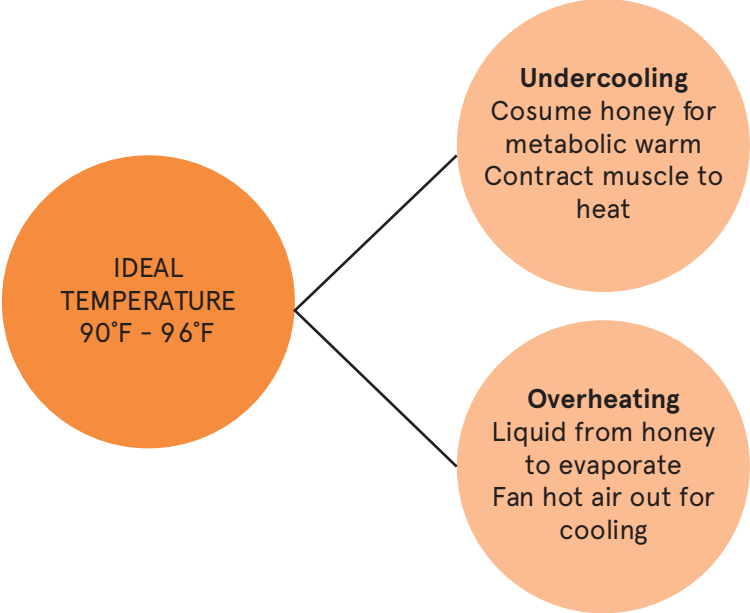 IDEAL
TEMPERATURE
90°F - 96°F
Undercooling
Cosume honey for
metabolic warm
Contract muscle to
heat
Overheating
Liquid from honey
to evaporate
Fan hot air out for
cooling